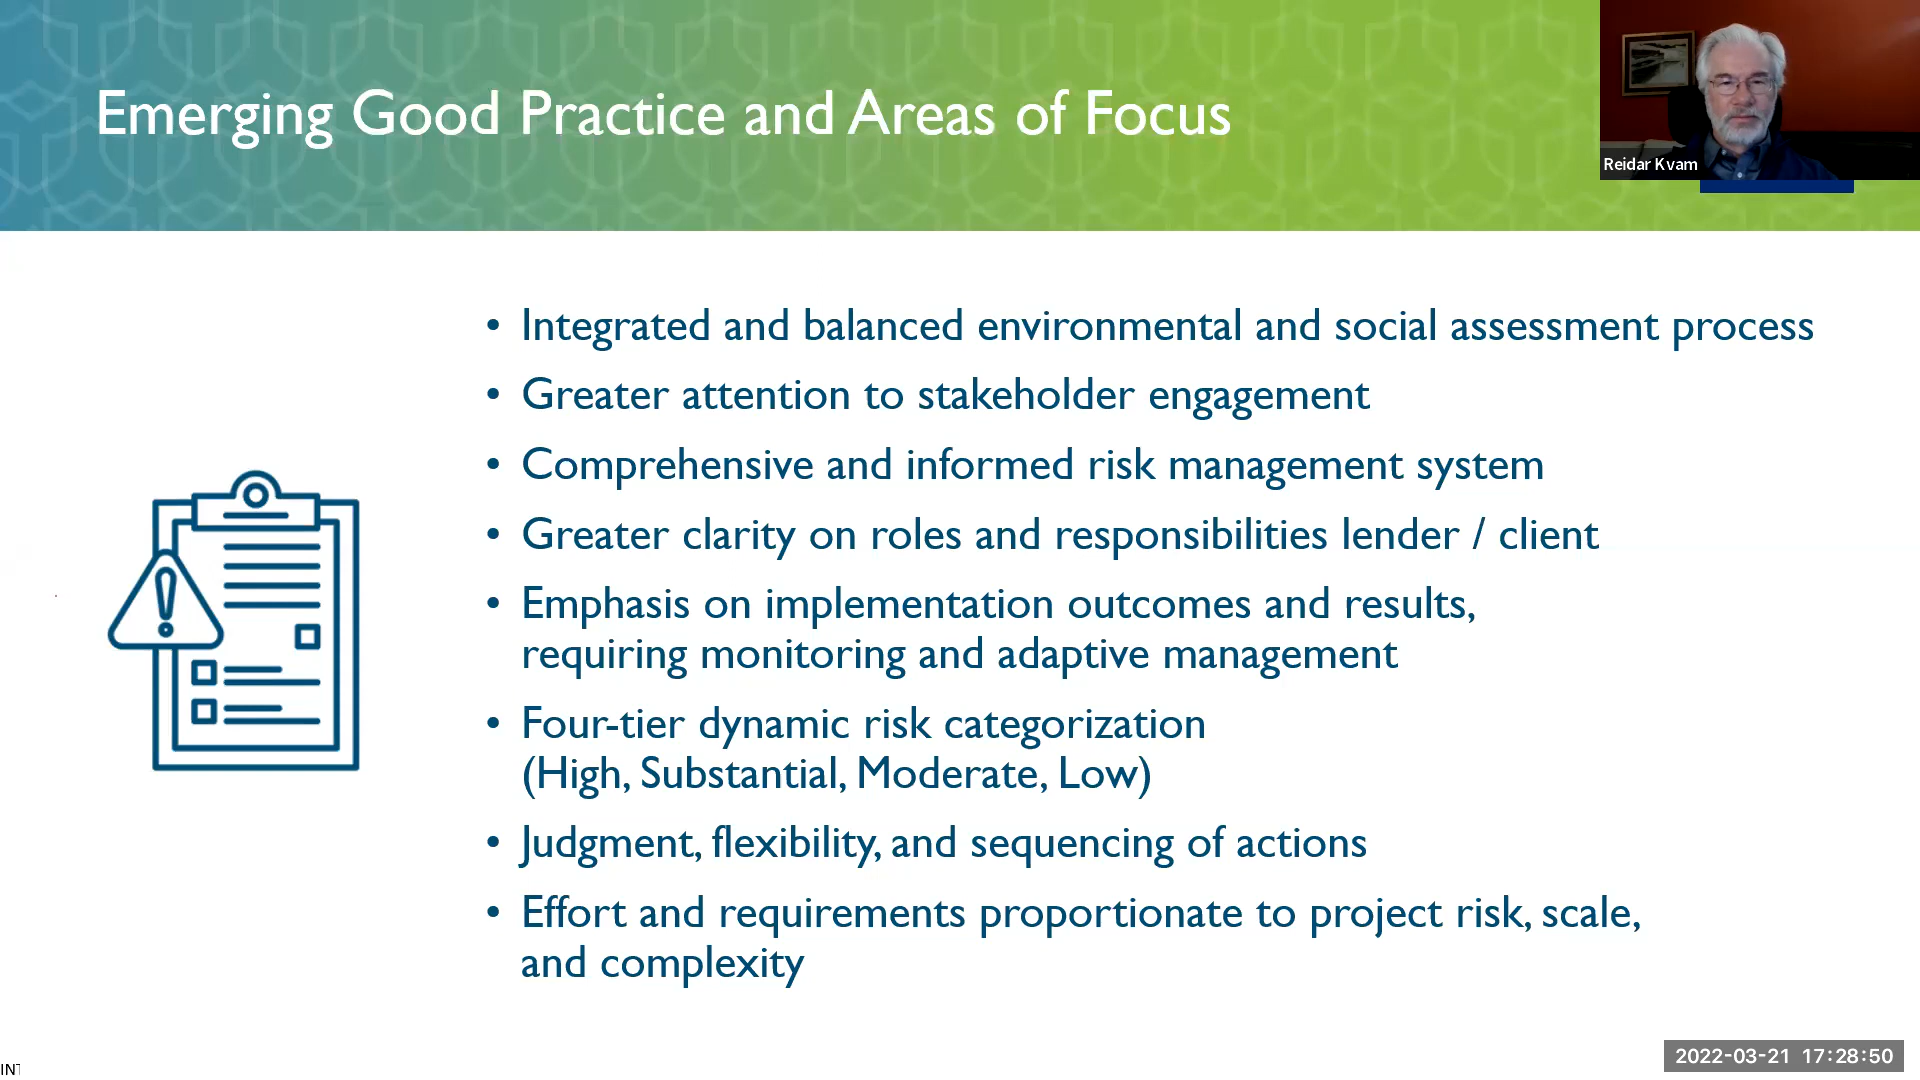 Emerging Good Practice and Areas of Focus
Reidar Kvam
• Integrated and balanced environmental and social assessment process
• Greater attention to stakeholder engagement
• Comprehensive and informed risk management system
• Greater clarity on roles and responsibilities lender / client
• Emphasis on implementation outcomes and results,
requiring monitoring and adaptive management
• Four-tier dynamic risk categorization
(High, Substantial, Moderate, Low)
• Judgment, flexibility, and sequencing of actions
• Effort and requirements proportionate to project risk, scale,
and complexity
2022-03-21 17:28:50